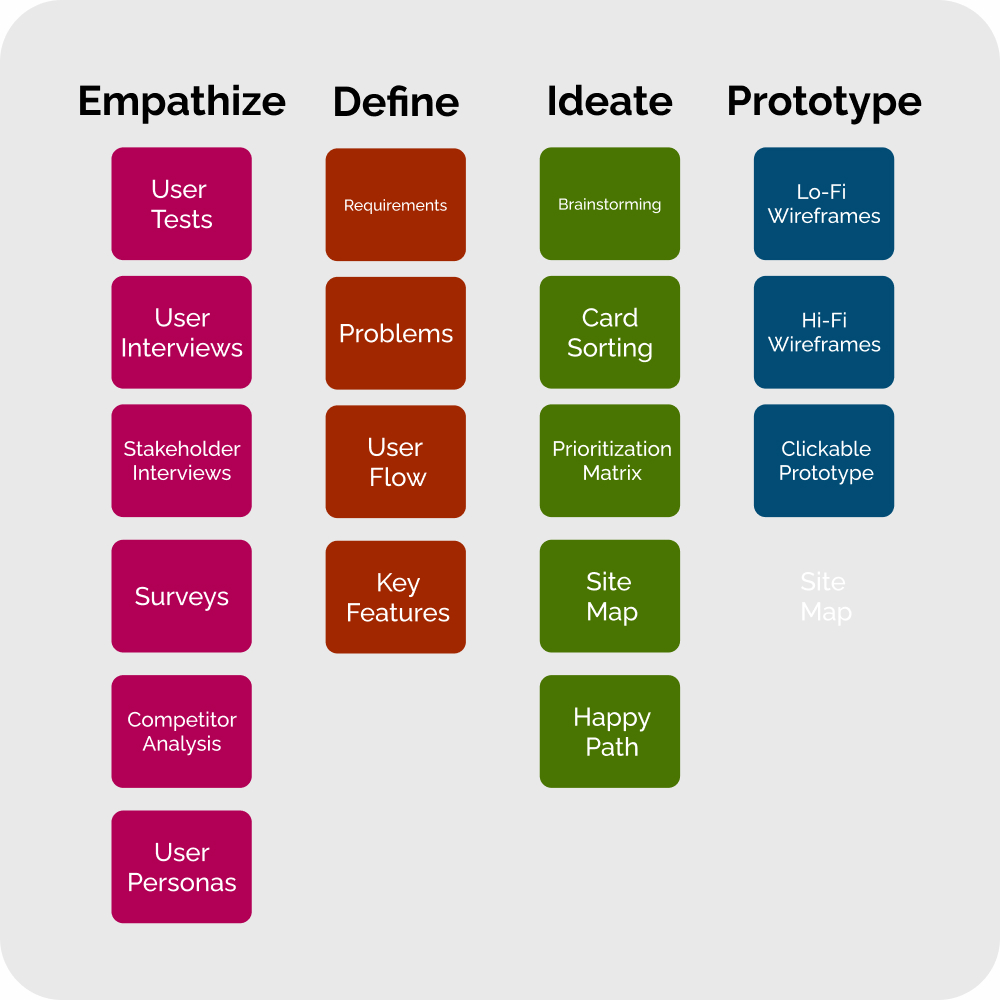 Empathize
User
Tests
User
Interviews
Stakeholder
Interviews
Surveys
Competitor
Analysis
User
Personas
Define
Requirements
Problems
User
Flow
Key
Features
Ideate
Brainstorming
Card
Sorting
Prioritization
Matrix
Site
Map
Happy
Path
Prototype
Lo-Fi
Wireframes
Hi-Fi
Wireframes
Clickable
Prototype
Site
Map